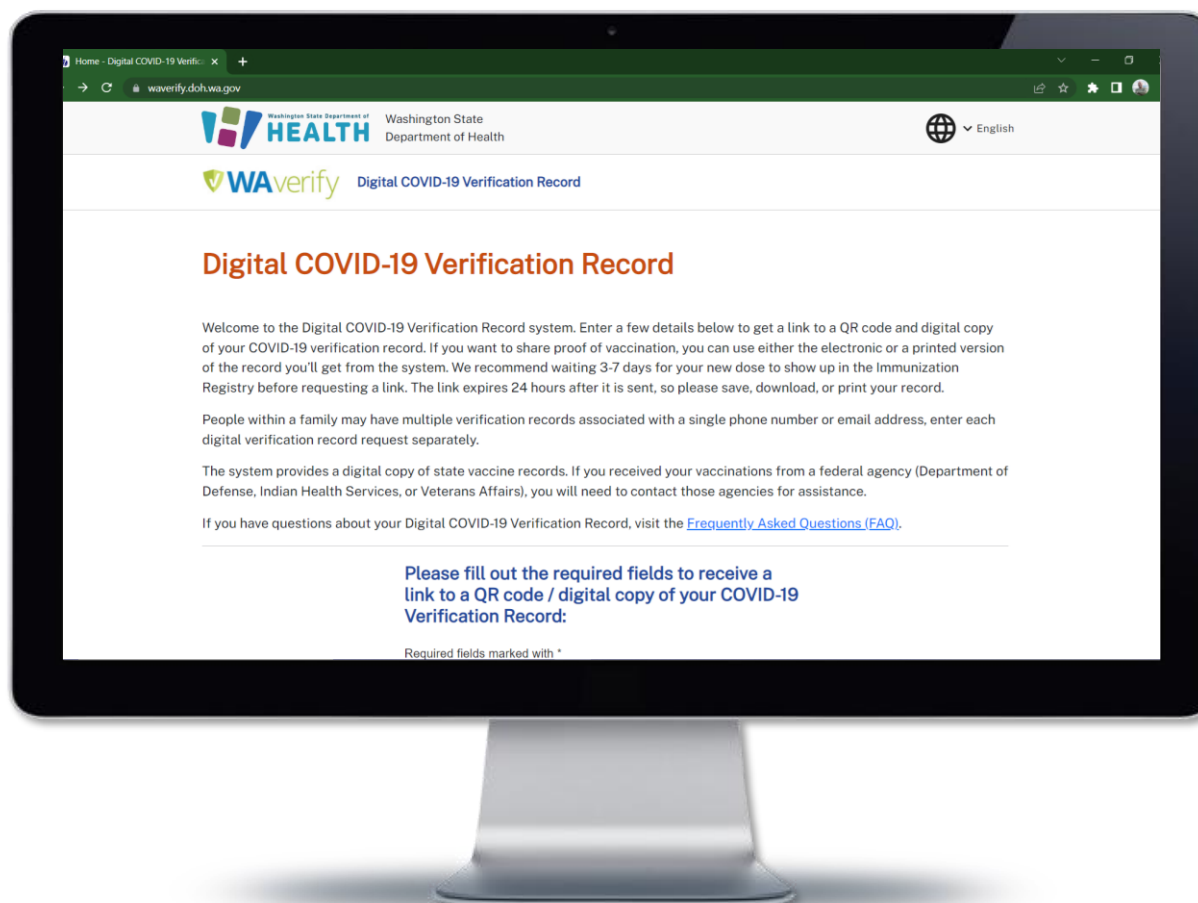 Home - Digital COVID-19 Verific
waverify.doh.wa.gov
Washington State Department of
HEALTH
Washington State
Department of Health
English
WAverify
Digital COVID-19 Verification Record
Digital COVID-19 Verification Record
Welcome to the Digital COVID-19 Verification Record system. Enter a few details below to get a link to a QR code and digital copy
of your COVID-19 verification record. If you want to share proof of vaccination, you can use either the electronic or a printed version
of the record you'll get from the system. We recommend waiting 3-7 days for your new dose to show up in the Immunization
Registry before requesting a link. The link expires 24 hours after it is sent, so please save, download, or print your record.
People within a family may have multiple verification records associated with a single phone number or email address, enter each
digital verification record request separately.
The system provides a digital copy of state vaccine records. If you received your vaccinations from a federal agency (Department of
Defense, Indian Health Services, or Veterans Affairs), you will need to contact those agencies for assistance.
If you have questions about your Digital COVID-19 Verification Record, visit the Frequently Asked Questions (FAQ).
Please fill out the required fields to receive a
link to a QR code / digital copy of your COVID-19
Verification Record:
Required fields marked with *